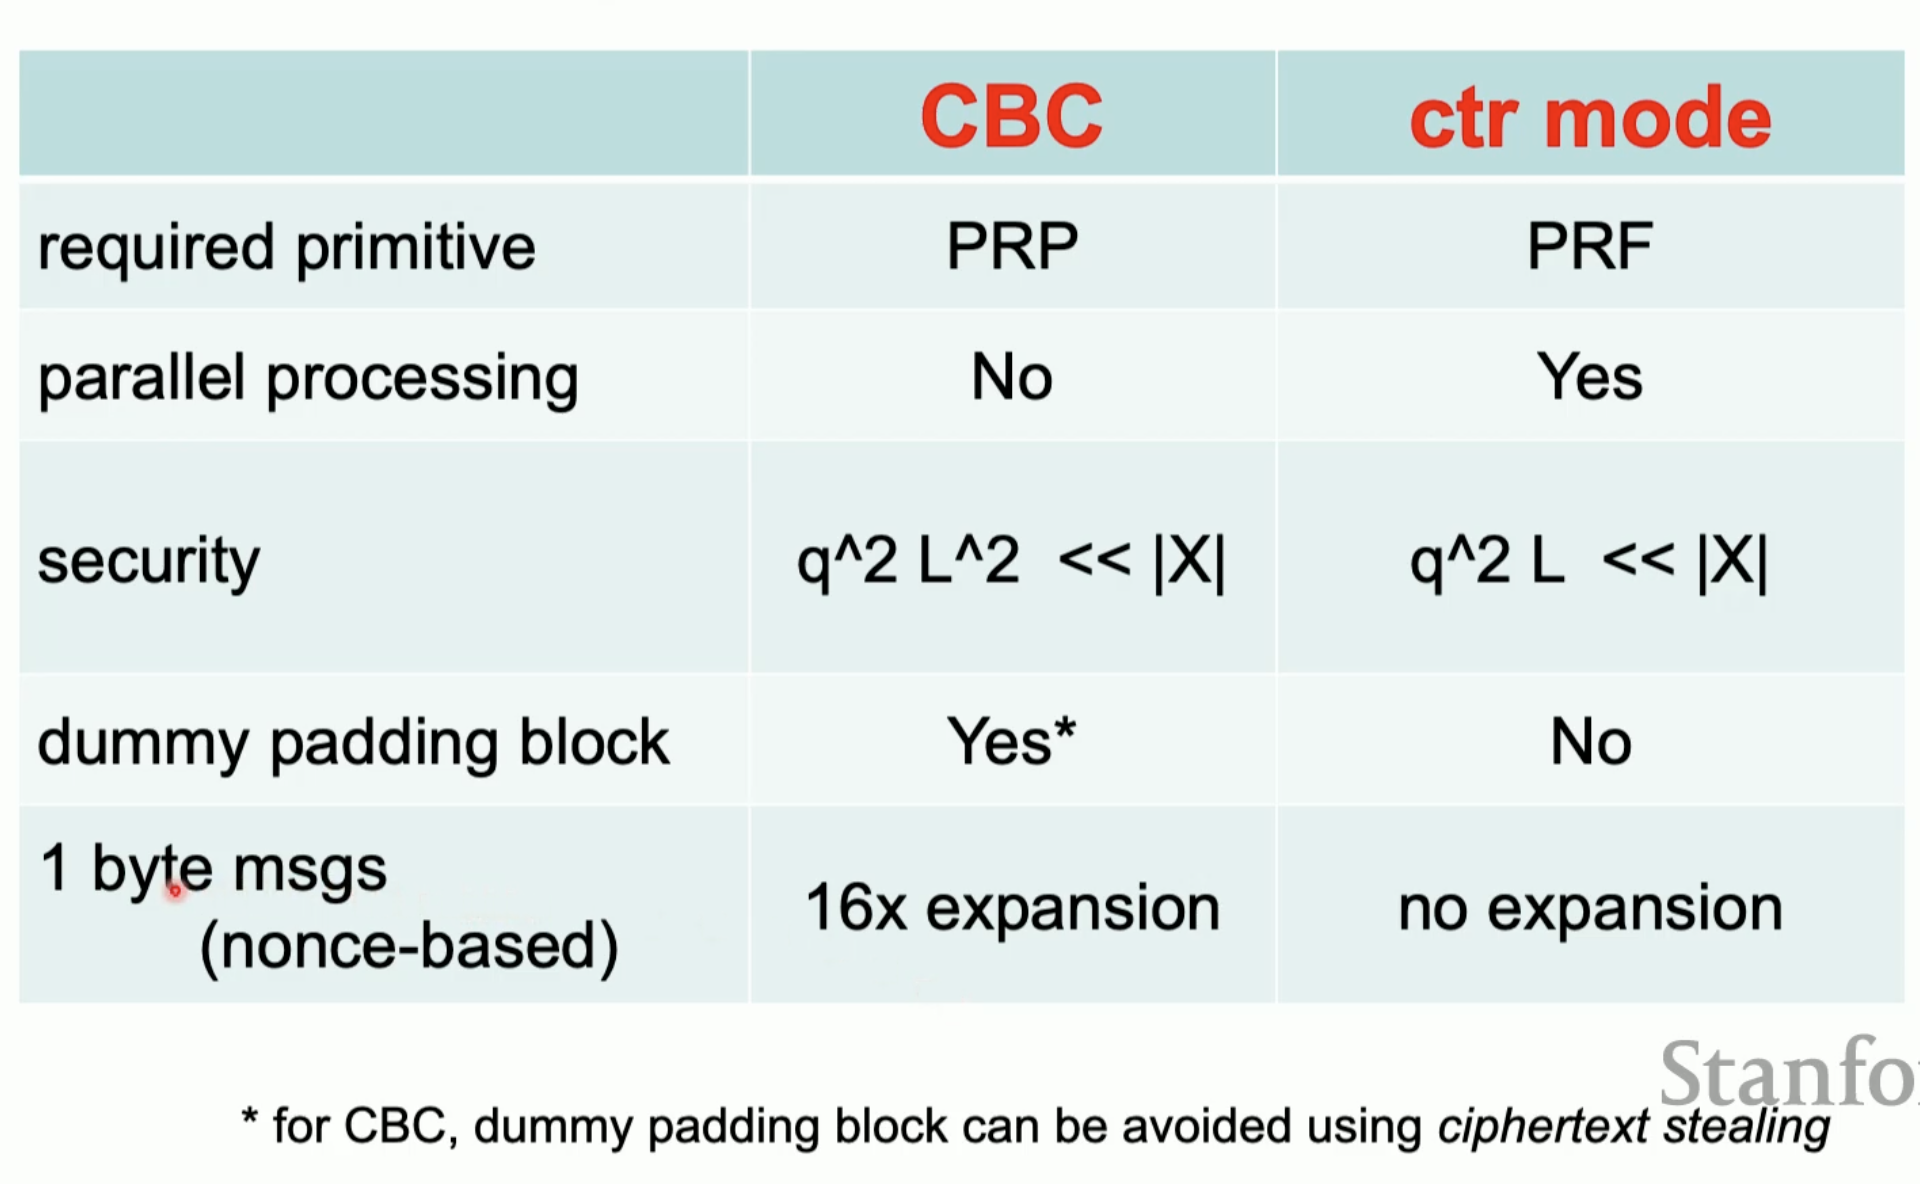 CBC ctr mode
required primitive PRP PRF
parallel processing No Yes
security q^2 L^2 << |X| q^2 L << |X|
dummy padding block Yes* No
1 byte msgs
(nonce-based) 16x expansion no expansion
Stanfo
* for CBC, dummy padding block can be avoided using ciphertext stealing